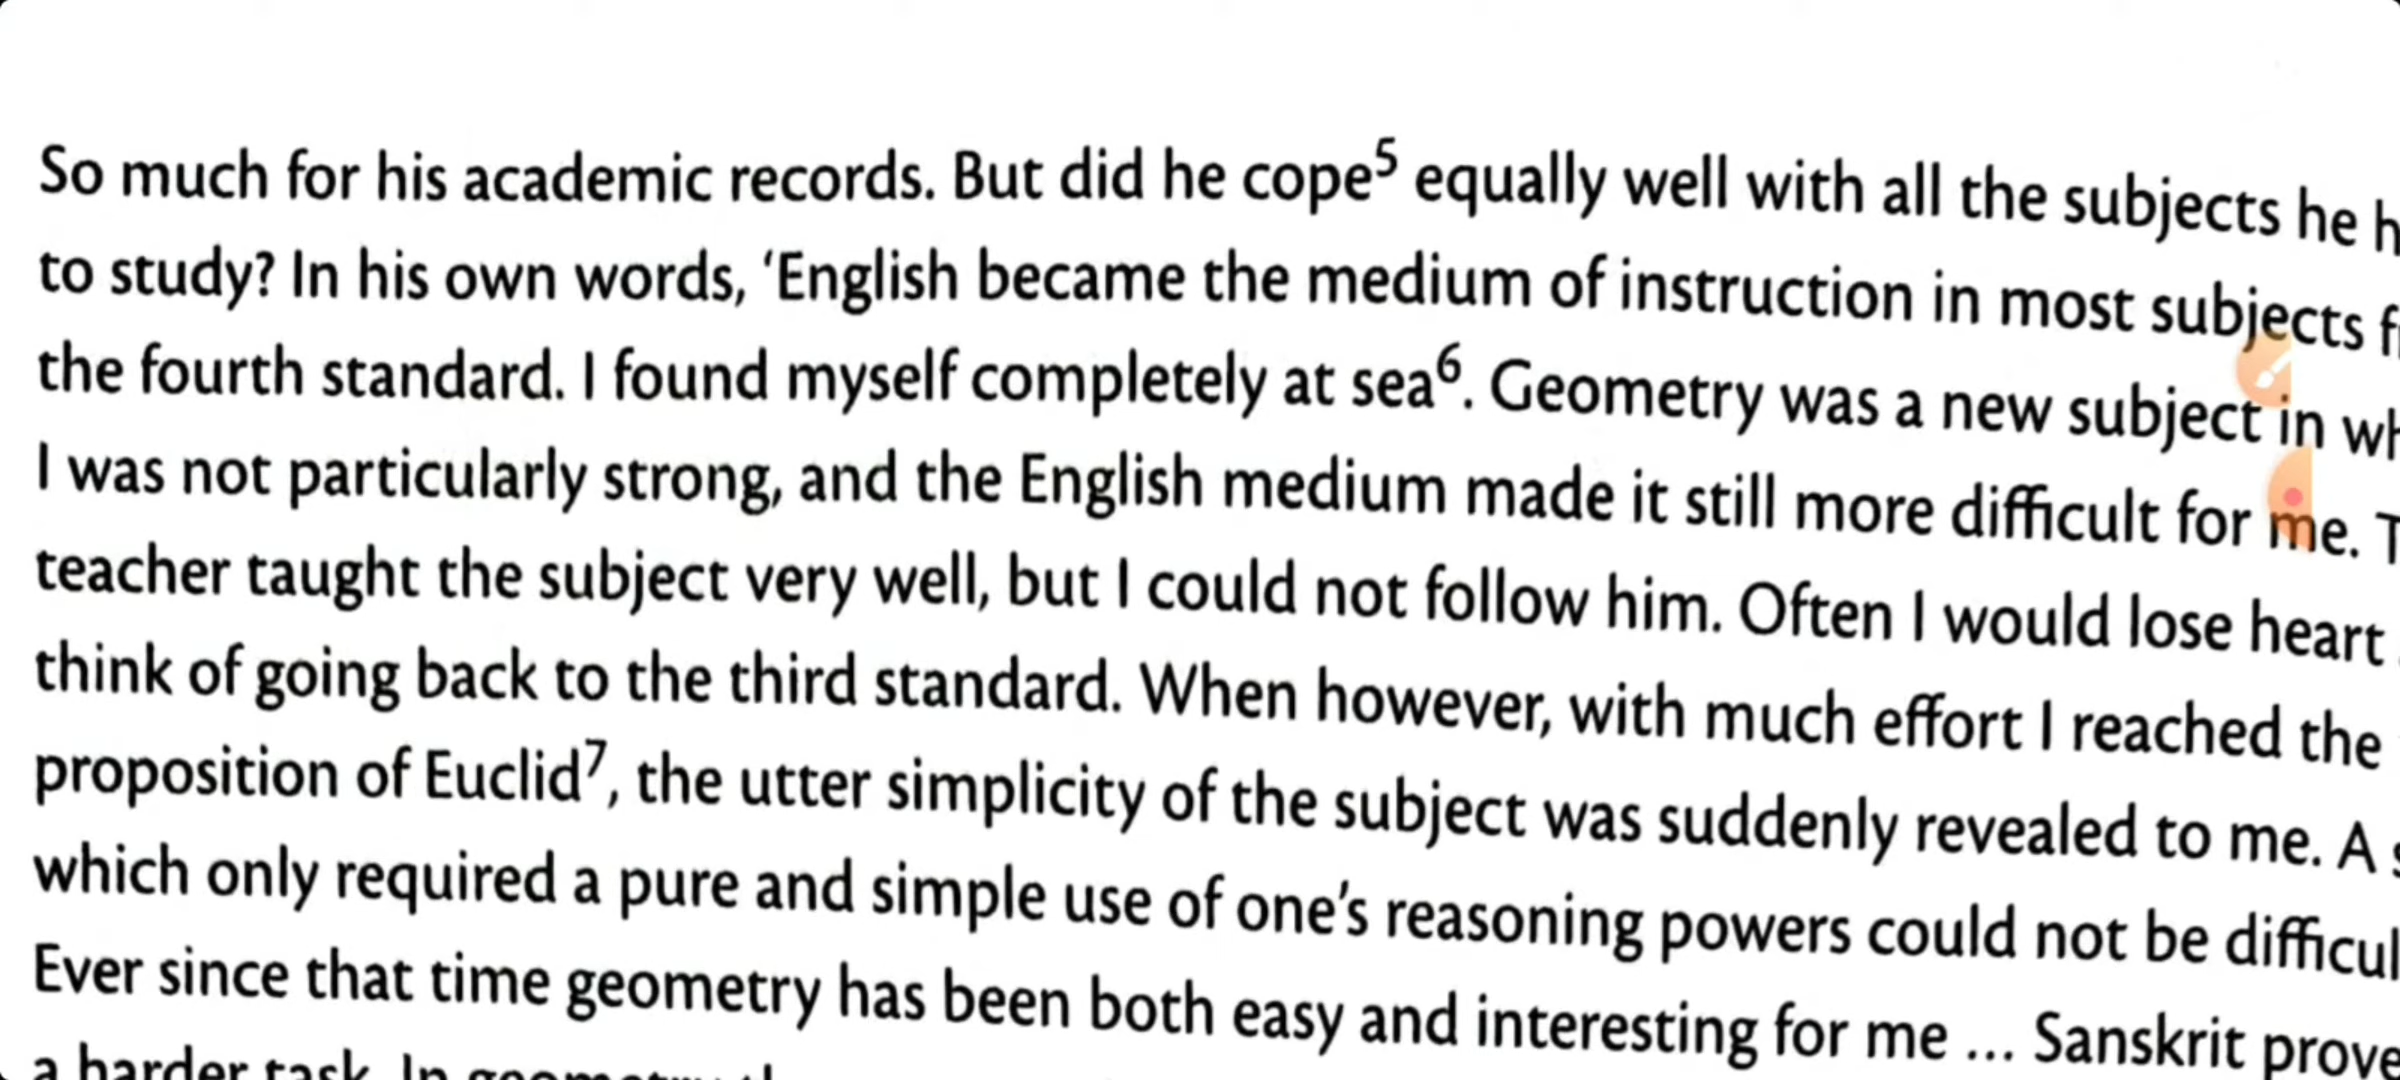 So much for his academic records. But did he cope⁵ equally well with all the subjects he
to study? In his own words, ‘English became the medium of instruction in most subjects
the fourth standard. I found myself completely at sea⁶. Geometry was a new subject in
I was not particularly strong, and the English medium made it still more difficult for me.
teacher taught the subject very well, but I could not follow him. Often I would lose heart
think of going back to the third standard. When however, with much effort I reached the
proposition of Euclid⁷, the utter simplicity of the subject was suddenly revealed to me. A
which only required a pure and simple use of one’s reasoning powers could not be
Ever since that time geometry has been both easy and interesting for me ... Sanskrit
a harder task. In